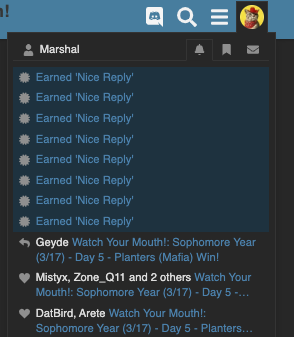 !
Marshal
Earned 'Nice Reply'
Earned 'Nice Reply'
Earned 'Nice Reply'
Earned 'Nice Reply'
Earned 'Nice Reply'
Earned 'Nice Reply'
Earned 'Nice Reply'
Earned 'Nice Reply'
Geyde Watch Your Mouth!: Sophomore Year
(3/17) - Day 5 - Planters (Mafia) Win!
Mistyx, Zone_Q11 and 2 others Watch Your
Mouth!: Sophomore Year (3/17) - Day 5 -...
DatBird, Arete Watch Your Mouth!:
Sophomore Year (3/17) - Day 5 - Planters...